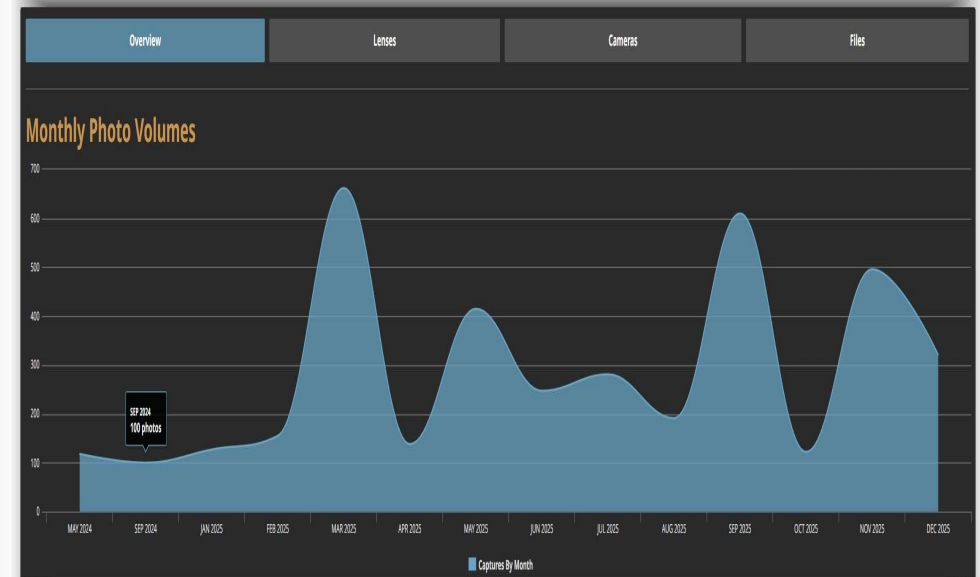 Overview Lenses Cameras Files
Monthly Photo Volumes
700
600
500
400
300
200
100
0
SEP 2024
100 photos
MAY 2024 SEP 2024 JAN 2025 FEB 2025 MAR 2025 APR 2025 MAY 2025 JUN 2025 JUL 2025 AUG 2025 SEP 2025 OCT 2025 NOV 2025 DEC 2025
Captures By Month